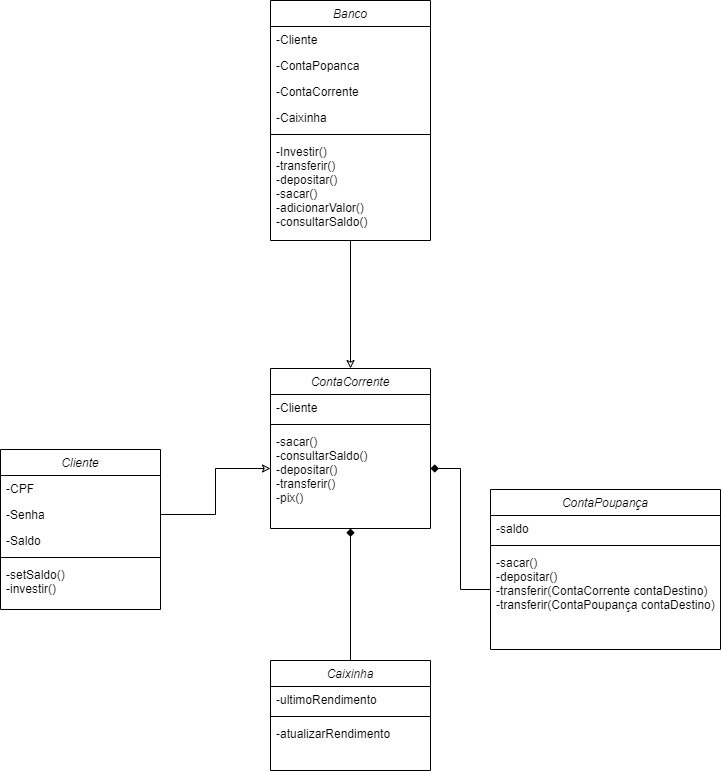 Banco
-Cliente
-ContaPopanca
-ContaCorrente
-Caixinha
-Investir()
-transferir()
-depositar()
-sacar()
-adicionarValor()
-consultarSaldo()
ContaCorrente
-Cliente
-sacar()
-consultarSaldo()
-depositar()
-transferir()
-pix()
Cliente
-CPF
-Senha
-Saldo
-setSaldo()
-investir()
ContaPoupança
-saldo
-sacar()
-depositar()
-transferir(ContaCorrente contaDestino)
-transferir(ContaPoupança contaDestino)
Caixinha
-ultimoRendimento
-atualizarRendimento